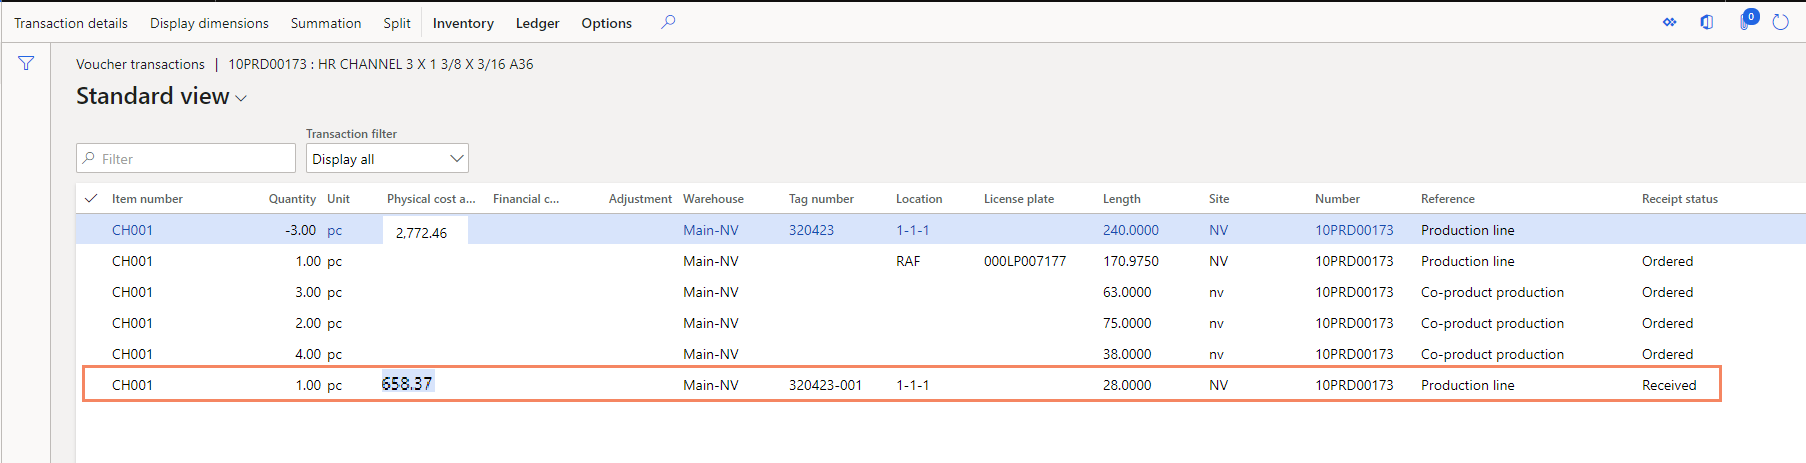 Transaction details Display dimensions Summation Split Inventory Ledger Options 0
Voucher transactions | 10PRD00173 : HR CHANNEL 3 X 1 3/8 X 3/16 A36
Standard view
Transaction filter
Filter Display all
Item number Quantity Unit Physical cost a... Financial c... Adjustment Warehouse Tag number Location License plate Length Site Number Reference Receipt status
CH001 -3.00 pc 2,772.46 Main-NV 320423 1-1-1 240.0000 NV 10PRD00173 Production line
CH001 1.00 pc Main-NV RAF 000LP007177 170.9750 NV 10PRD00173 Production line Ordered
CH001 3.00 pc Main-NV 63.0000 nv 10PRD00173 Co-product production Ordered
CH001 2.00 pc Main-NV 75.0000 nv 10PRD00173 Co-product production Ordered
CH001 4.00 pc Main-NV 38.0000 nv 10PRD00173 Co-product production Ordered
CH001 1.00 pc 658.37 Main-NV 320423-001 1-1-1 28.0000 NV 10PRD00173 Production line Received